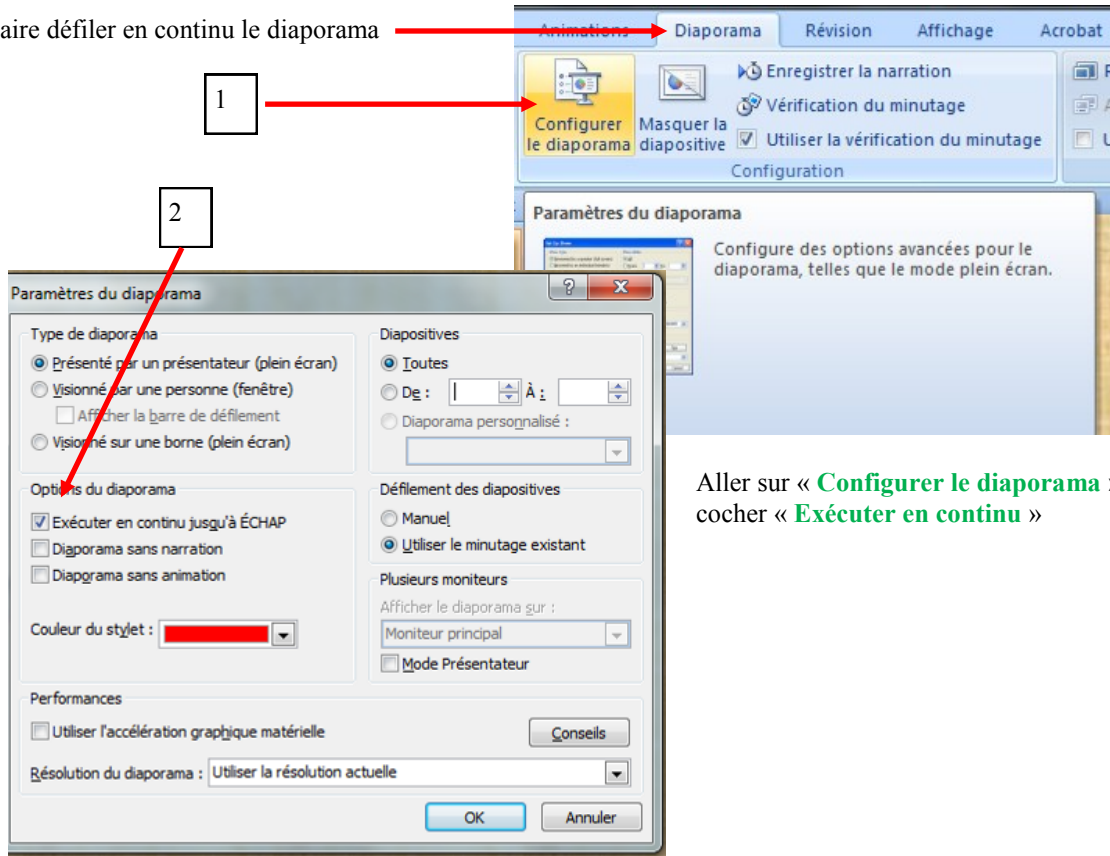 aire défiler en continu le diaporama
1
2
Animations Diaporama Révision Affichage Acrobat
Enregistrer la narration
Vérification du minutage
Utiliser la vérification du minutage
Configurer le diaporama
Masquer la diapositive
Configuration
Paramètres du diaporama
Configure des options avancées pour le
diaporama, telles que le mode plein écran.
Paramètres du diaporama
Type de diaporama
Présenté par un présentateur (plein écran)
Visionné par une personne (fenêtre)
Afficher la barre de défilement
Visionné sur une borne (plein écran)
Diapositives
Toutes
De : À :
Diaporama personnalisé :
Options du diaporama
Exécuter en continu jusqu'à ÉCHAP
Diaporama sans narration
Diaporama sans animation
Couleur du stylet :
Défilement des diapositives
Manuel
Utiliser le minutage existant
Plusieurs moniteurs
Afficher le diaporama sur :
Moniteur principal
Mode Présentateur
Performances
Utiliser l'accélération graphique matérielle
Conseils
Résolution du diaporama : Utiliser la résolution actuelle
OK Annuler
Aller sur « Configurer le diaporama »
cocher « Exécuter en continu »